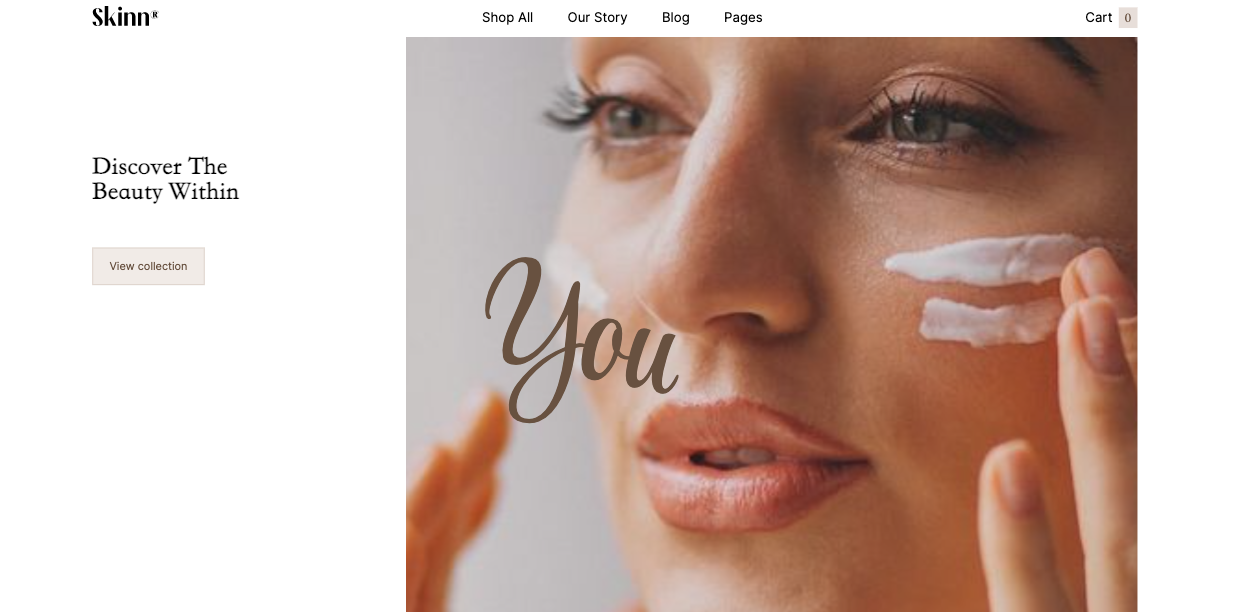 Skinn®
Shop All
Our Story
Blog
Pages
Cart 0
Discover The
Beauty Within
View collection
You